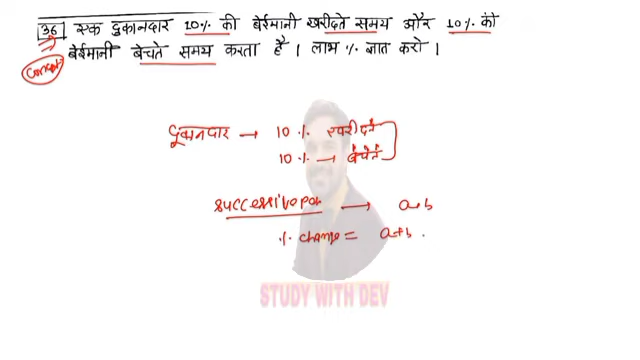 36 एक दुकानदार 10% की बेईमानी खरीदते समय और 10% की
Concept बेईमानी बेचते समय करता है। लाभ % ज्ञात करो।
दुकानदार → 10 % खरीदते
10 % → बेचते
successive → a+b
% change = a+b
STUDY WITH DEV